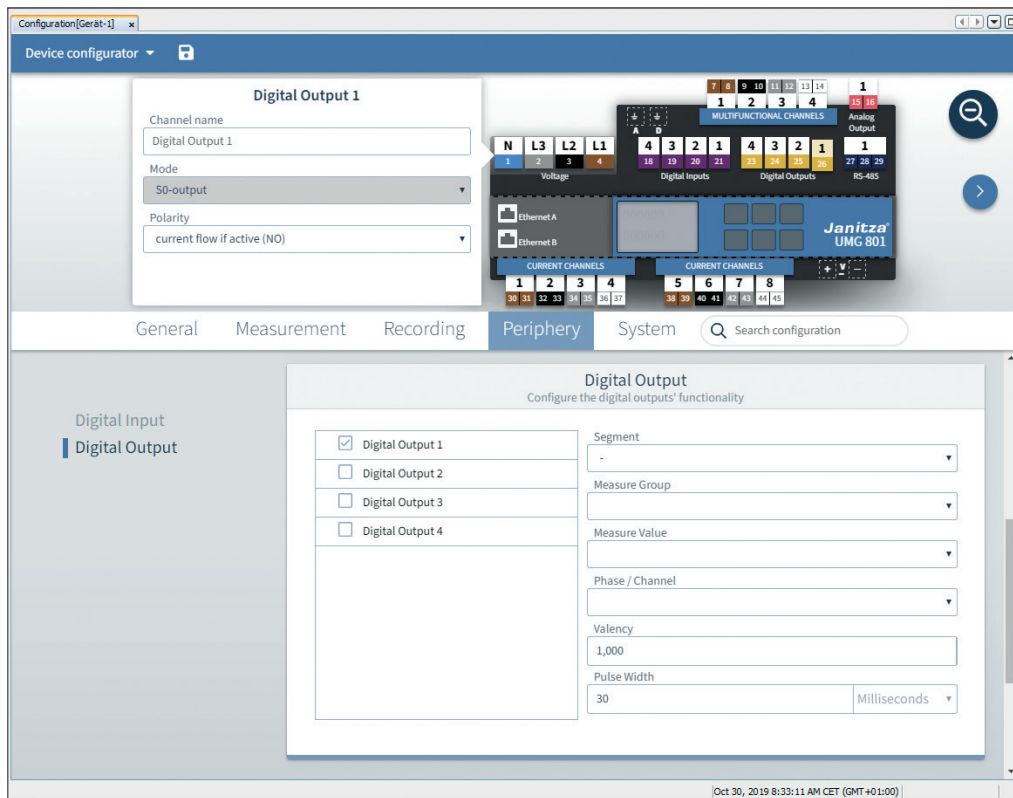 Configuration[Gerät-1] x
Device configurator
Digital Output 1
Channel name
Digital Output 1
Mode
S0-output
Polarity
current flow if active (NO)
7 8 9 10 11 12 13 14
1 2 3 4
MULTIFUNCTIONAL CHANNELS
1
15 16
Analog
Output
A D
N L3 L2 L1
1 2 3 4
Voltage
4 3 2 1
18 19 20 21
Digital Inputs
4 3 2 1
23 24 25 26
Digital Outputs
1
27 28 29
RS-485
Ethernet A
Ethernet B
Janitza®
UMG 801
CURRENT CHANNELS
1 2 3 4
30 31 32 33 34 35 36 37
CURRENT CHANNELS
5 6 7 8
38 39 40 41 42 43 44 45
+ -
General Measurement Recording Periphery System Search configuration
Digital Input
Digital Output
Digital Output
Configure the digital outputs' functionality
Digital Output 1
Digital Output 2
Digital Output 3
Digital Output 4
Segment
-
Measure Group
Measure Value
Phase / Channel
Valency
1,000
Pulse Width
30 Milliseconds
Oct 30, 2019 8:33:11 AM CET (GMT+01:00)